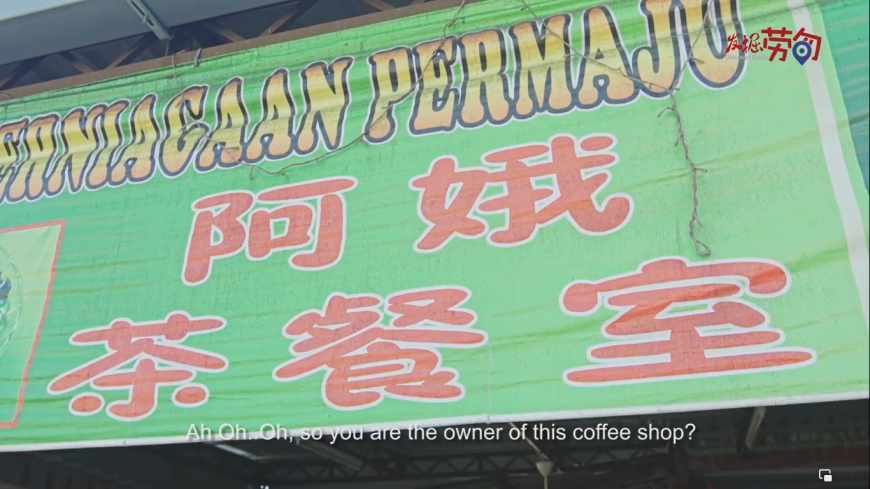 发掘劳勿
ERNIAGAAN PERMAJU
阿娥
茶餐室
Ah Oh..Oh, so you are the owner of this coffee shop?